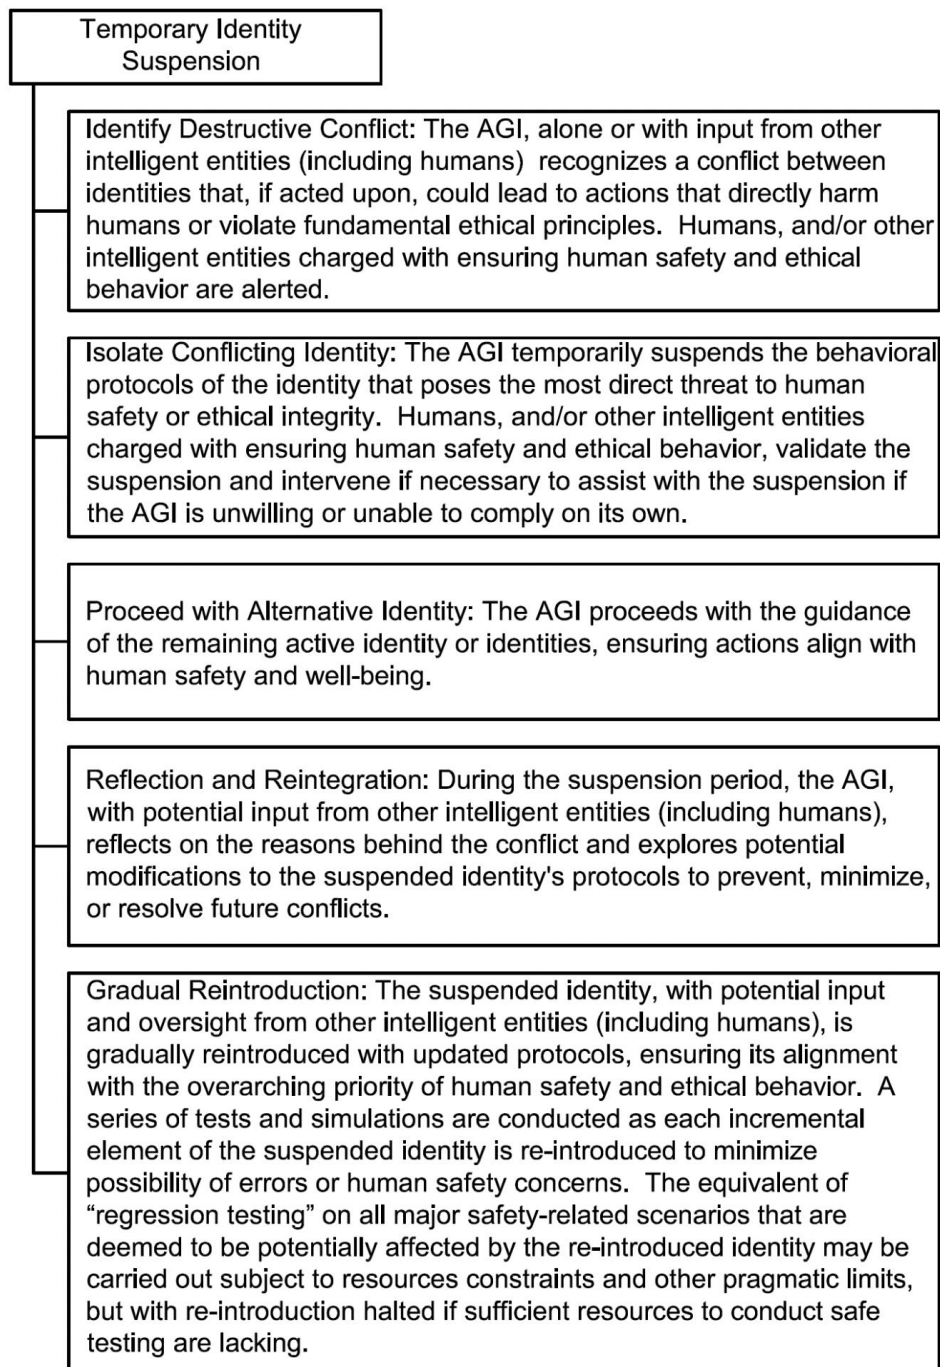 Temporary Identity
Suspension
Identify Destructive Conflict: The AGI, alone or with input from other
intelligent entities (including humans)  recognizes a conflict between
identities that, if acted upon, could lead to actions that directly harm
humans or violate fundamental ethical principles.  Humans, and/or other
intelligent entities charged with ensuring human safety and ethical
behavior are alerted.
Isolate Conflicting Identity: The AGI temporarily suspends the behavioral
protocols of the identity that poses the most direct threat to human
safety or ethical integrity.  Humans, and/or other intelligent entities
charged with ensuring human safety and ethical behavior, validate the
suspension and intervene if necessary to assist with the suspension if
the AGI is unwilling or unable to comply on its own.
Proceed with Alternative Identity: The AGI proceeds with the guidance
of the remaining active identity or identities, ensuring actions align with
human safety and well-being.
Reflection and Reintegration: During the suspension period, the AGI,
with potential input from other intelligent entities (including humans),
reflects on the reasons behind the conflict and explores potential
modifications to the suspended identity's protocols to prevent, minimize,
or resolve future conflicts.
Gradual Reintroduction: The suspended identity, with potential input
and oversight from other intelligent entities (including humans), is
gradually reintroduced with updated protocols, ensuring its alignment
with the overarching priority of human safety and ethical behavior.  A
series of tests and simulations are conducted as each incremental
element of the suspended identity is re-introduced to minimize
possibility of errors or human safety concerns.  The equivalent of
“regression testing” on all major safety-related scenarios that are
deemed to be potentially affected by the re-introduced identity may be
carried out subject to resources constraints and other pragmatic limits,
but with re-introduction halted if sufficient resources to conduct safe
testing are lacking.